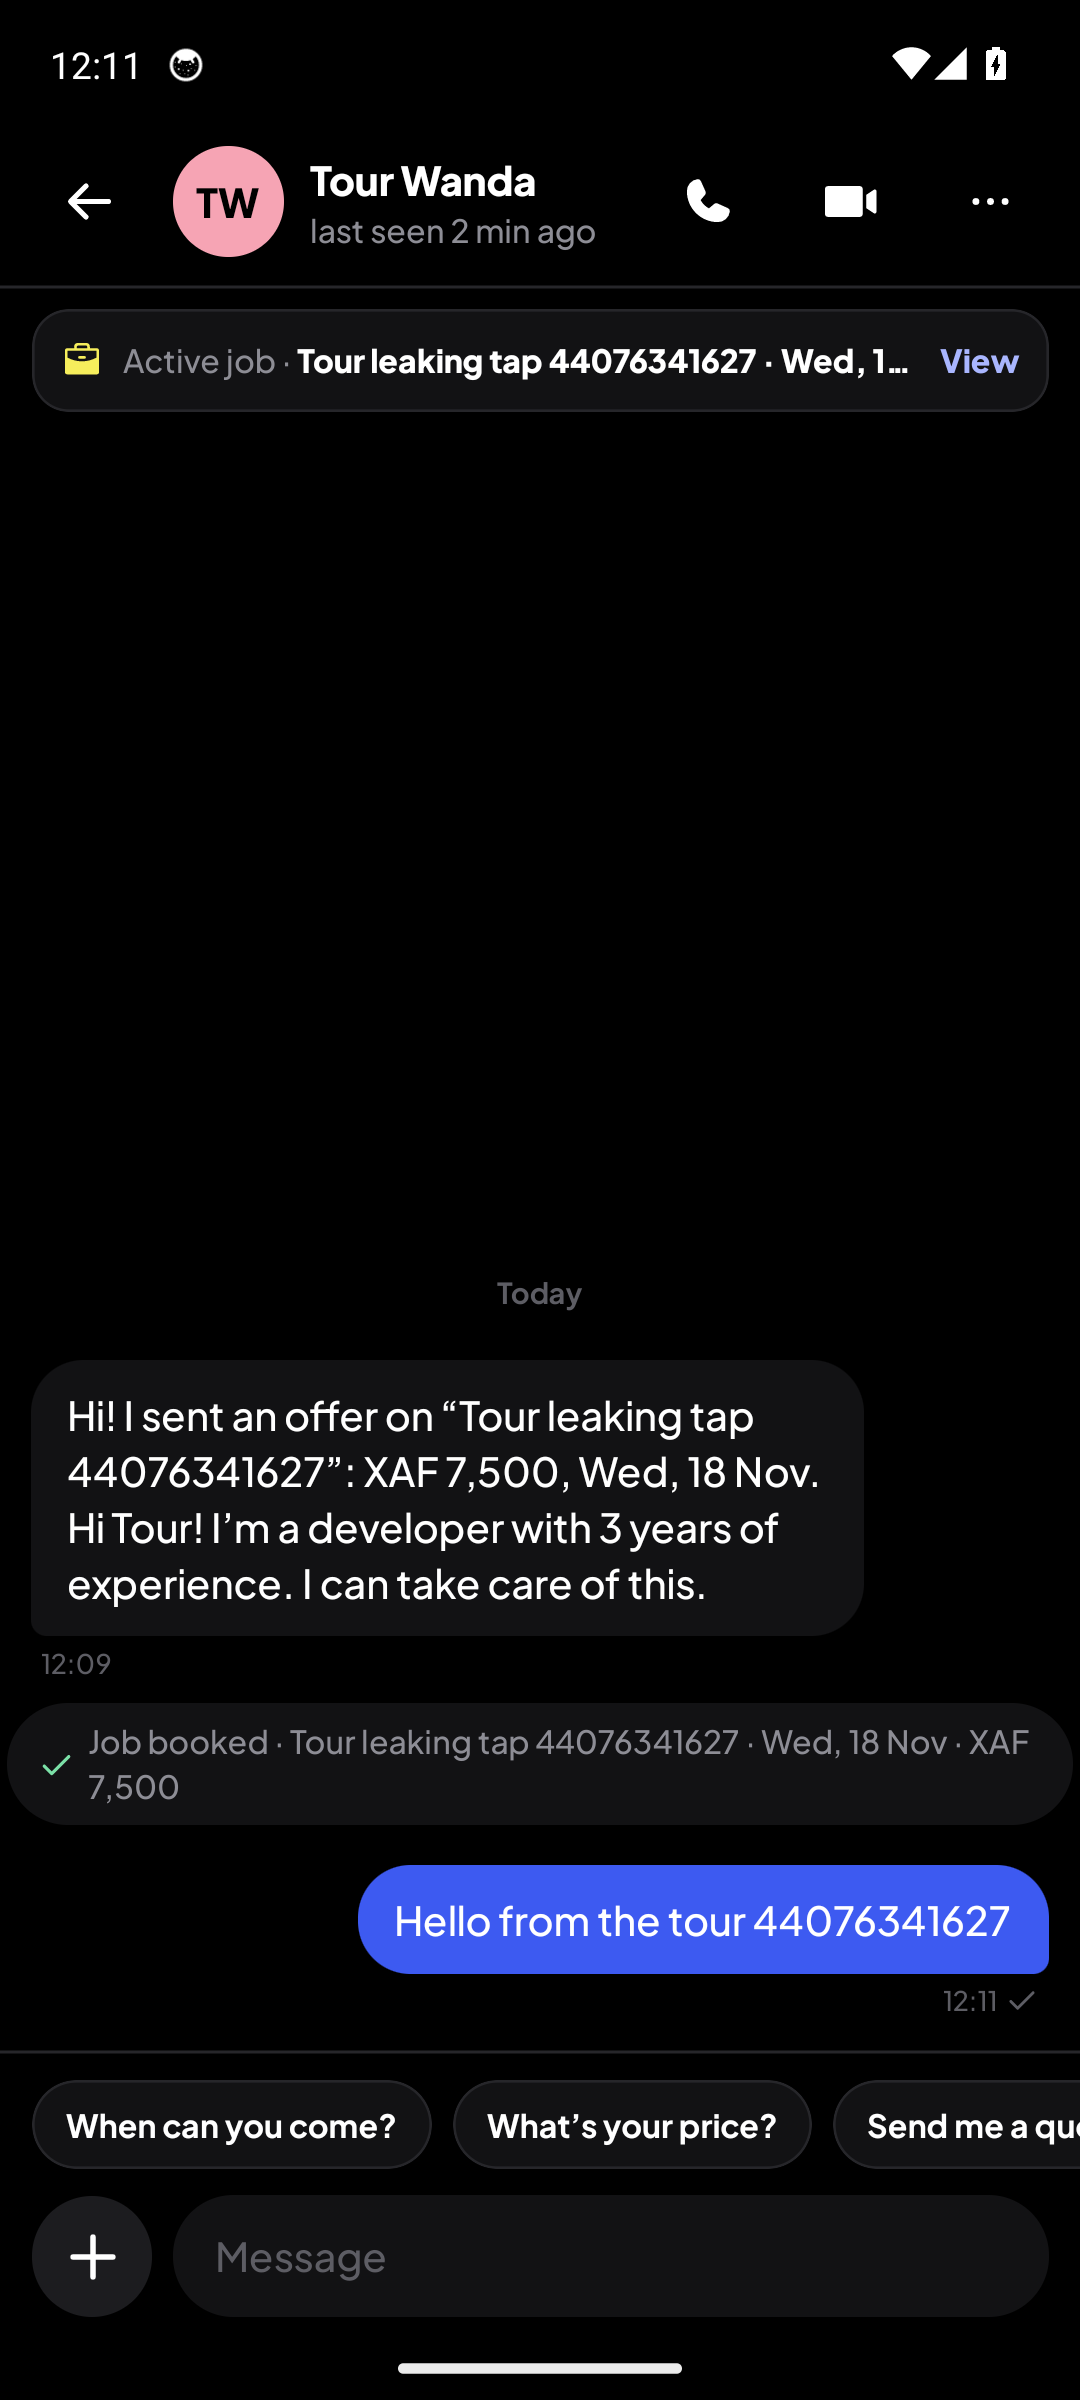 12:11
TW
Tour Wanda
last seen 2 min ago
Active job · Tour leaking tap 44076341627 · Wed, 1...
View
Today
Hi! I sent an offer on “Tour leaking tap
44076341627”: XAF 7,500, Wed, 18 Nov.
Hi Tour! I’m a developer with 3 years of
experience. I can take care of this.
12:09
Job booked · Tour leaking tap 44076341627 · Wed, 18 Nov · XAF
7,500
Hello from the tour 44076341627
12:11
When can you come?
What’s your price?
Send me a
Message